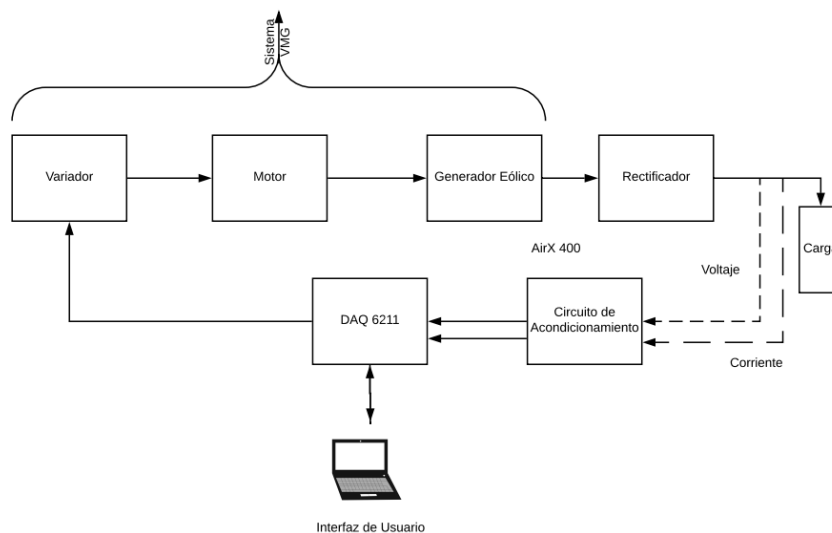 Sistema
VMG
Variador
Motor
Generador Eólico
Rectificador
Carga
AirX 400
Voltaje
DAQ 6211
Circuito de
Acondicionamiento
Corriente
Interfaz de Usuario